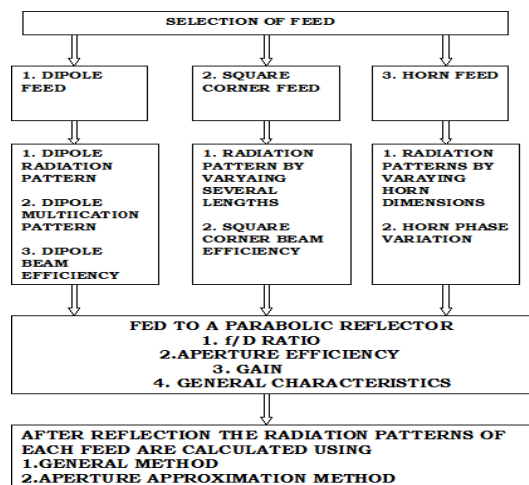 SELECTION OF FEED
1. DIPOLE
FEED
2. SQUARE
CORNER FEED
3. HORN FEED
1. DIPOLE
RADIATION
PATTERN
2. DIPOLE
MULTIICATION
PATTERN
3. DIPOLE
BEAM
EFFICIENCY
1. RADIATION
PATTERN BY
VARYAING
SEVERAL
LENGTHS
2. SQUARE
CORNER BEAM
EFFICIENCY
1. RADIATION
PATTERNS BY
VARAYING
HORN
DIMENSIONS
2. HORN PHASE
VARIATION
FED TO A PARABOLIC REFLECTOR
1. f/D RATIO
2.APERTURE EFFICIENCY
3. GAIN
4. GENERAL CHARACTERISTICS
AFTER REFLECTION THE RADIATION PATTERNS OF
EACH FEED ARE CALCULATED USING
1.GENERAL METHOD
2.APERTURE APPROXIMATION METHOD